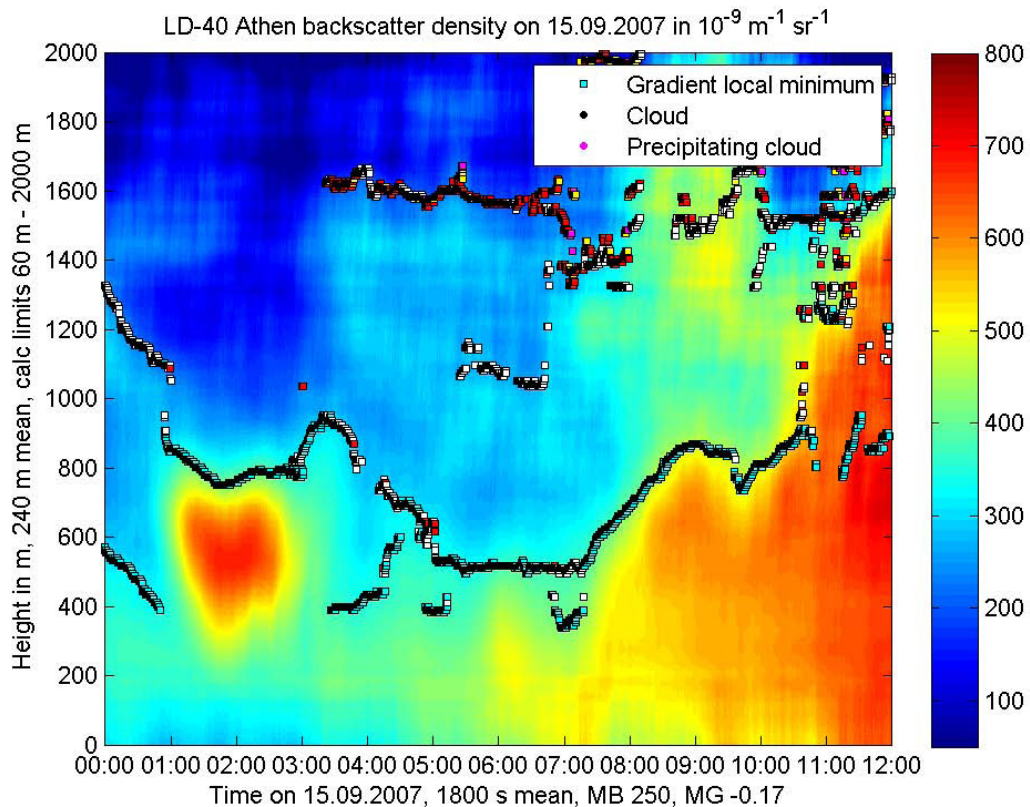 LD-40 Athen backscatter density on 15.09.2007 in 10⁻⁹ m⁻¹ sr⁻¹
Gradient local minimum
Cloud
Precipitating cloud
Height in m, 240 m mean, calc limits 60 m - 2000 m
2000
1800
1600
1400
1200
1000
800
600
400
200
0
00:00 01:00 02:00 03:00 04:00 05:00 06:00 07:00 08:00 09:00 10:00 11:00 12:00
Time on 15.09.2007, 1800 s mean, MB 250, MG -0.17
800
700
600
500
400
300
200
100